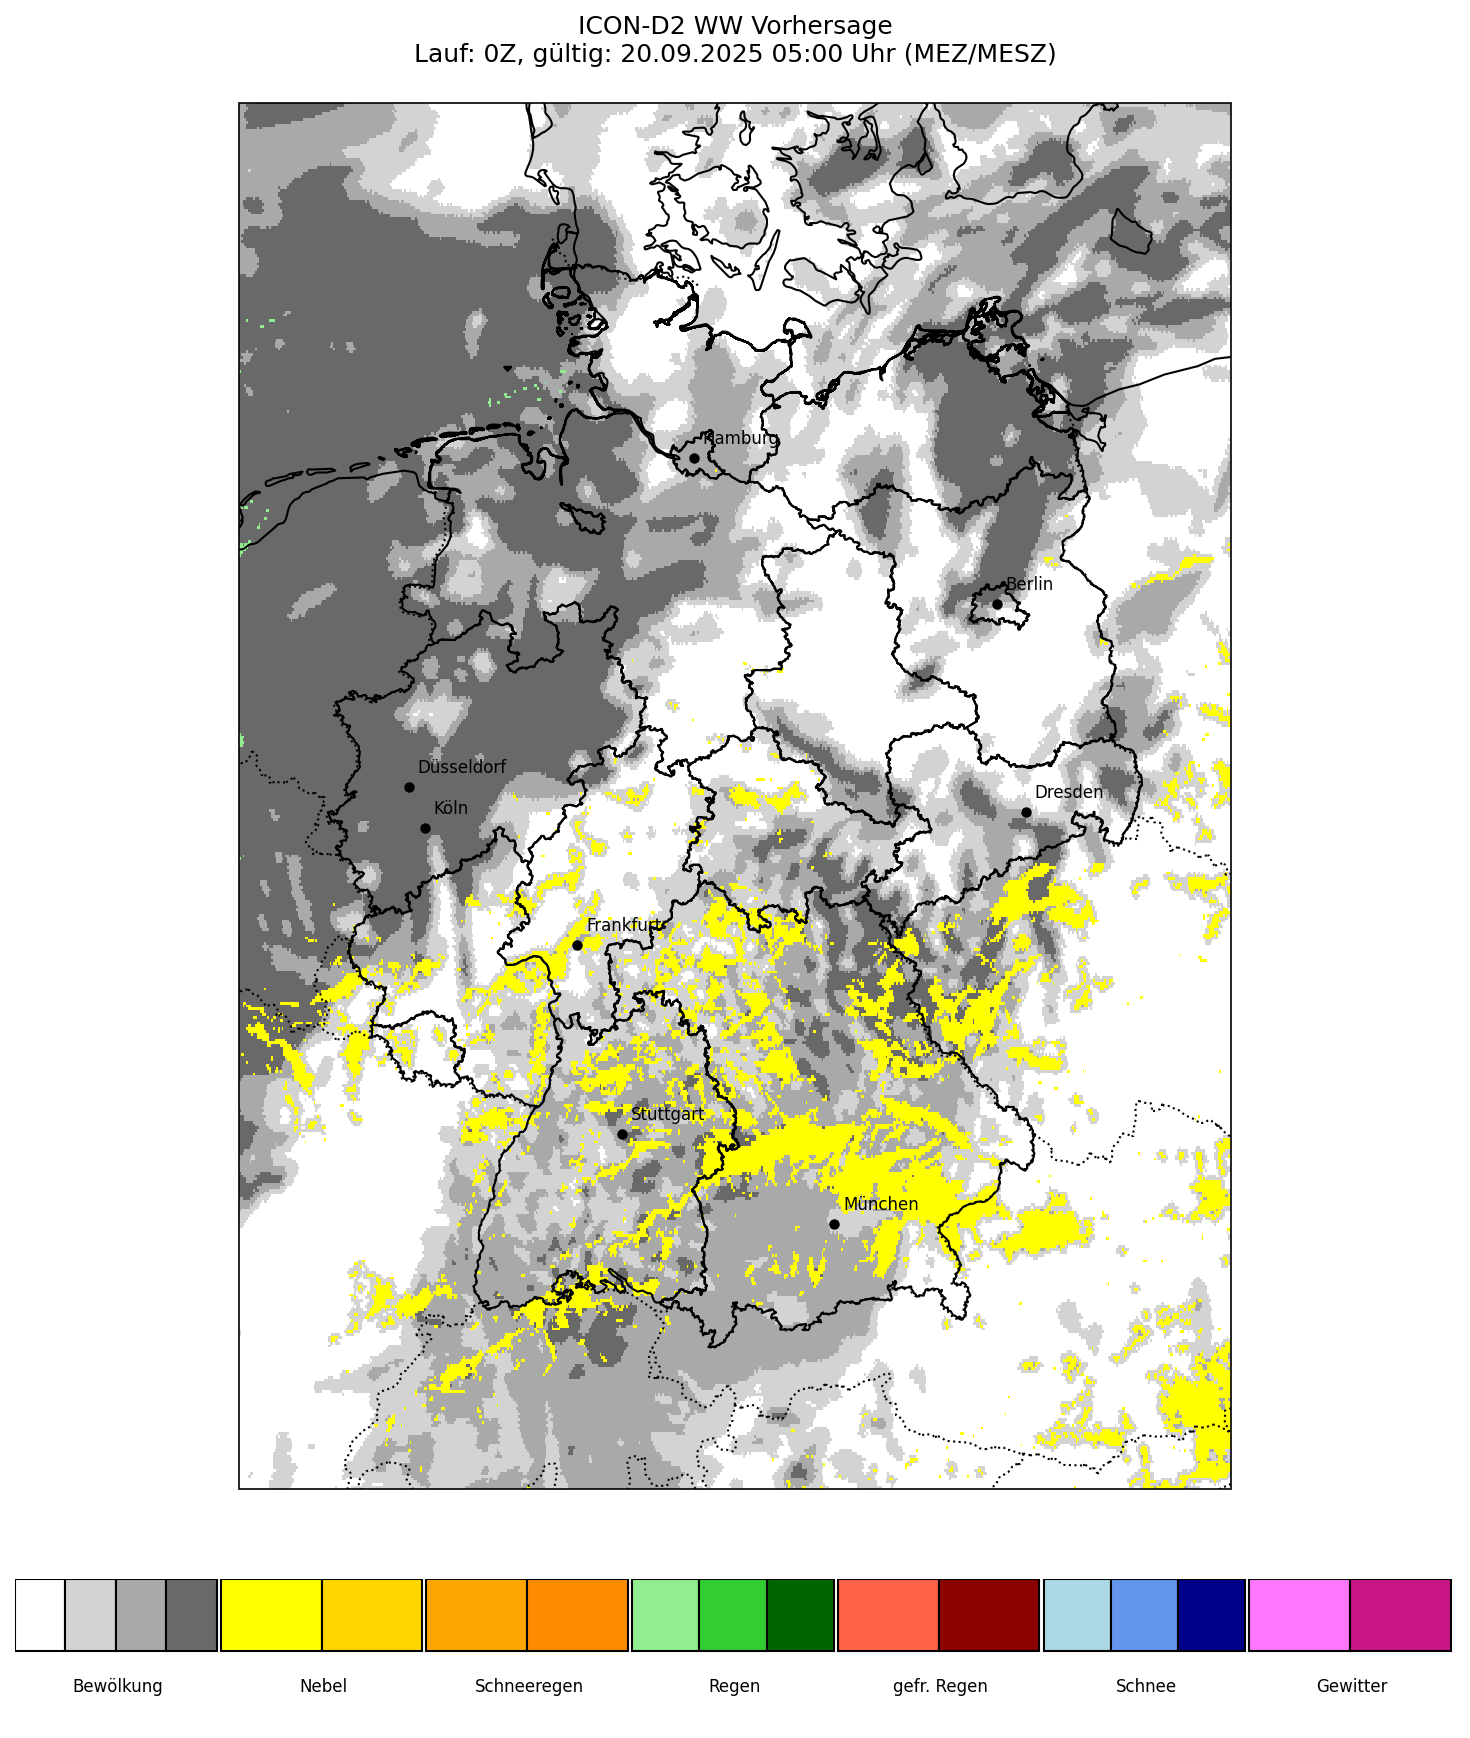 ICON-D2 WW Vorhersage
Lauf: 0Z, gültig: 20.09.2025 05:00 Uhr (MEZ/MESZ)
Hamburg
Berlin
Düsseldorf
Dresden
Köln
Frankfurt
Stuttgart
München
Bewölkung
Nebel
Schneeregen
Regen
gefr. Regen
Schnee
Gewitter